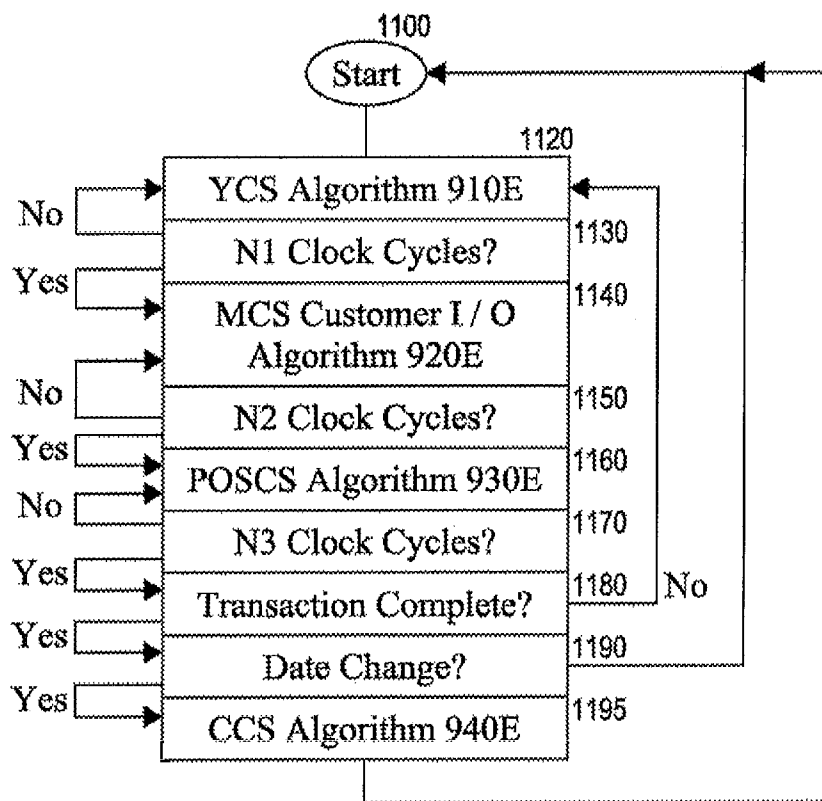 1100
Start
1120
YCS Algorithm 910E
No
1130
N1 Clock Cycles?
Yes
1140
MCS Customer I / O
Algorithm 920E
No
1150
N2 Clock Cycles?
Yes
1160
POSCS Algorithm 930E
No
1170
N3 Clock Cycles?
Yes
1180
No
Transaction Complete?
Yes
1190
Date Change?
Yes
1195
CCS Algorithm 940E